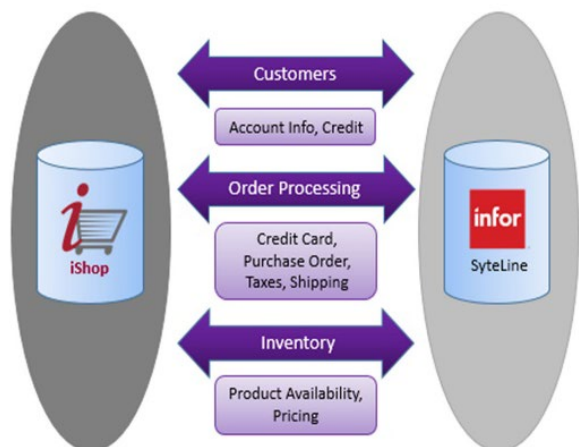 Customers
Account Info, Credit
Order Processing
Credit Card,
Purchase Order,
Taxes, Shipping
Inventory
Product Availability,
Pricing
i
iShop
infor
SyteLine